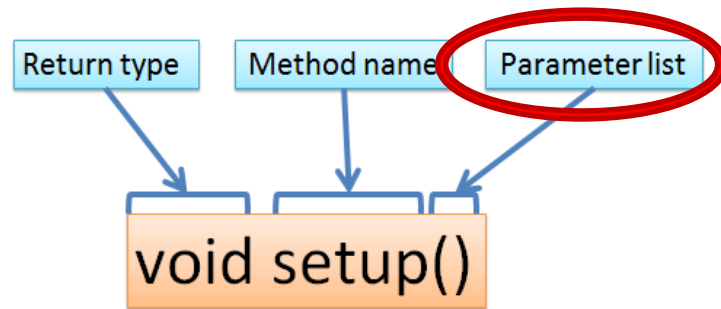 Return type
Method name
Parameter list
void setup()